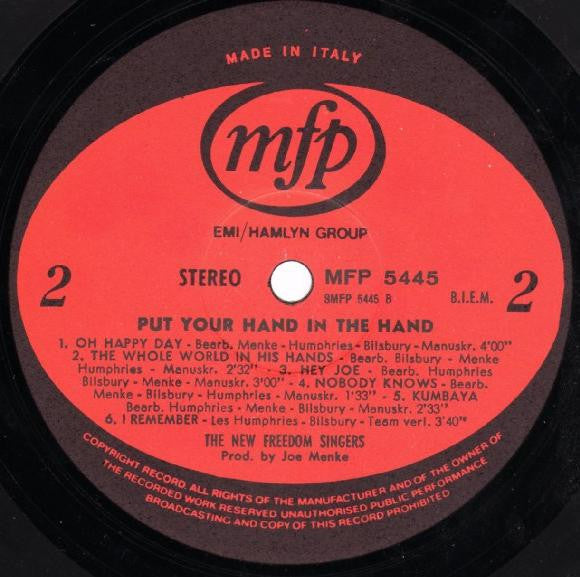 MADE IN ITALY
mfp
EMI/HAMLYN GROUP
2
STEREO
MFP 5445
8MFP 5445 B
B.I.E.M.
2
PUT YOUR HAND IN THE HAND
1. OH HAPPY DAY - Bearb. Menke - Humphries - Bilsbury - Manuskr. 4'00"
2. THE WHOLE WORLD IN HIS HANDS - Bearb. Bilsbury - Menke
Humphries - Manuskr. 2'32" - 3. HEY JOE - Bearb. Humphries
Bilsbury - Menke - Manuskr. 3'00" - 4. NOBODY KNOWS - Bearb.
Menke - Bilsbury - Humphries - Manuskr. 1'33" - 5. KUMBAYA
Bearb. Humphries - Menke - Bilsbury - Manuskr. 2'33"
6. I REMEMBER - Les Humphries - Bilsbury - Team verl. 3'40"
THE NEW FREEDOM SINGERS
Prod. by Joe Menke
COPYRIGHT RECORD ALL RIGHTS OF THE MANUFACTURER AND OF THE OWNER OF
THE RECORDED WORK RESERVED UNAUTHORISED PUBLIC PERFORMANCE
BROADCASTING AND COPY OF THIS RECORD PROHIBITED